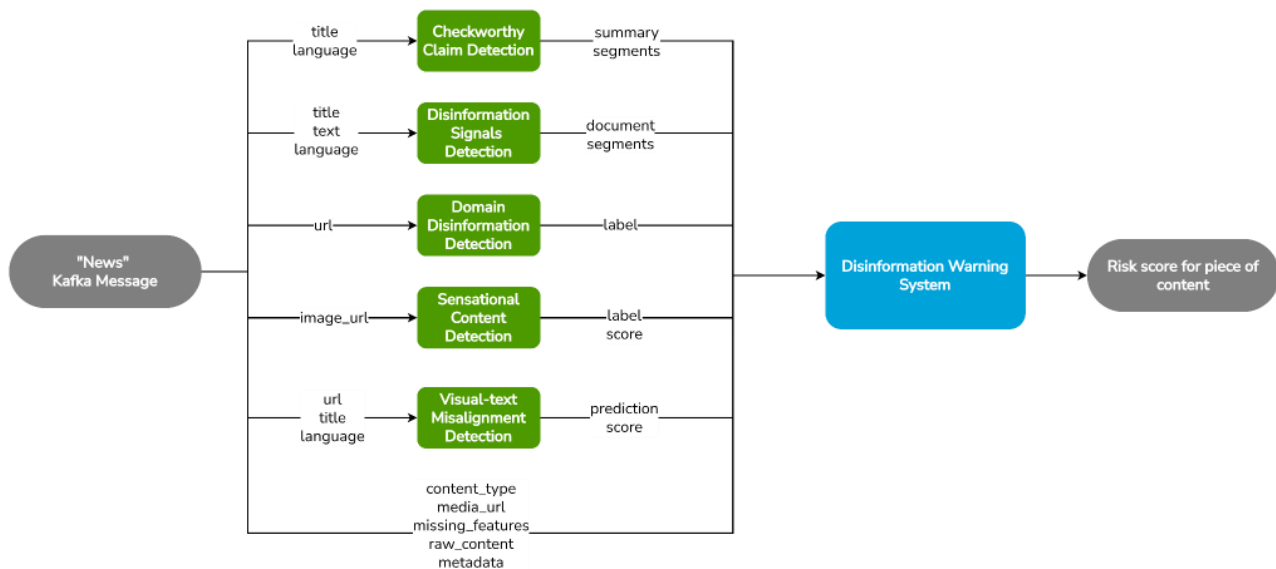 title
language
Checkworthy
Claim Detection
summary
segments
title
text
language
Disinformation
Signals
Detection
document
segments
url
Domain
Disinformation
Detection
label
"News"
Kafka Message
Disinformation Warning
System
Risk score for piece of
content
image_url
Sensational
Content
Detection
label
score
url
title
language
Visual-text
Misalignment
Detection
prediction
score
content_type
media_url
missing_features
raw_content
metadata